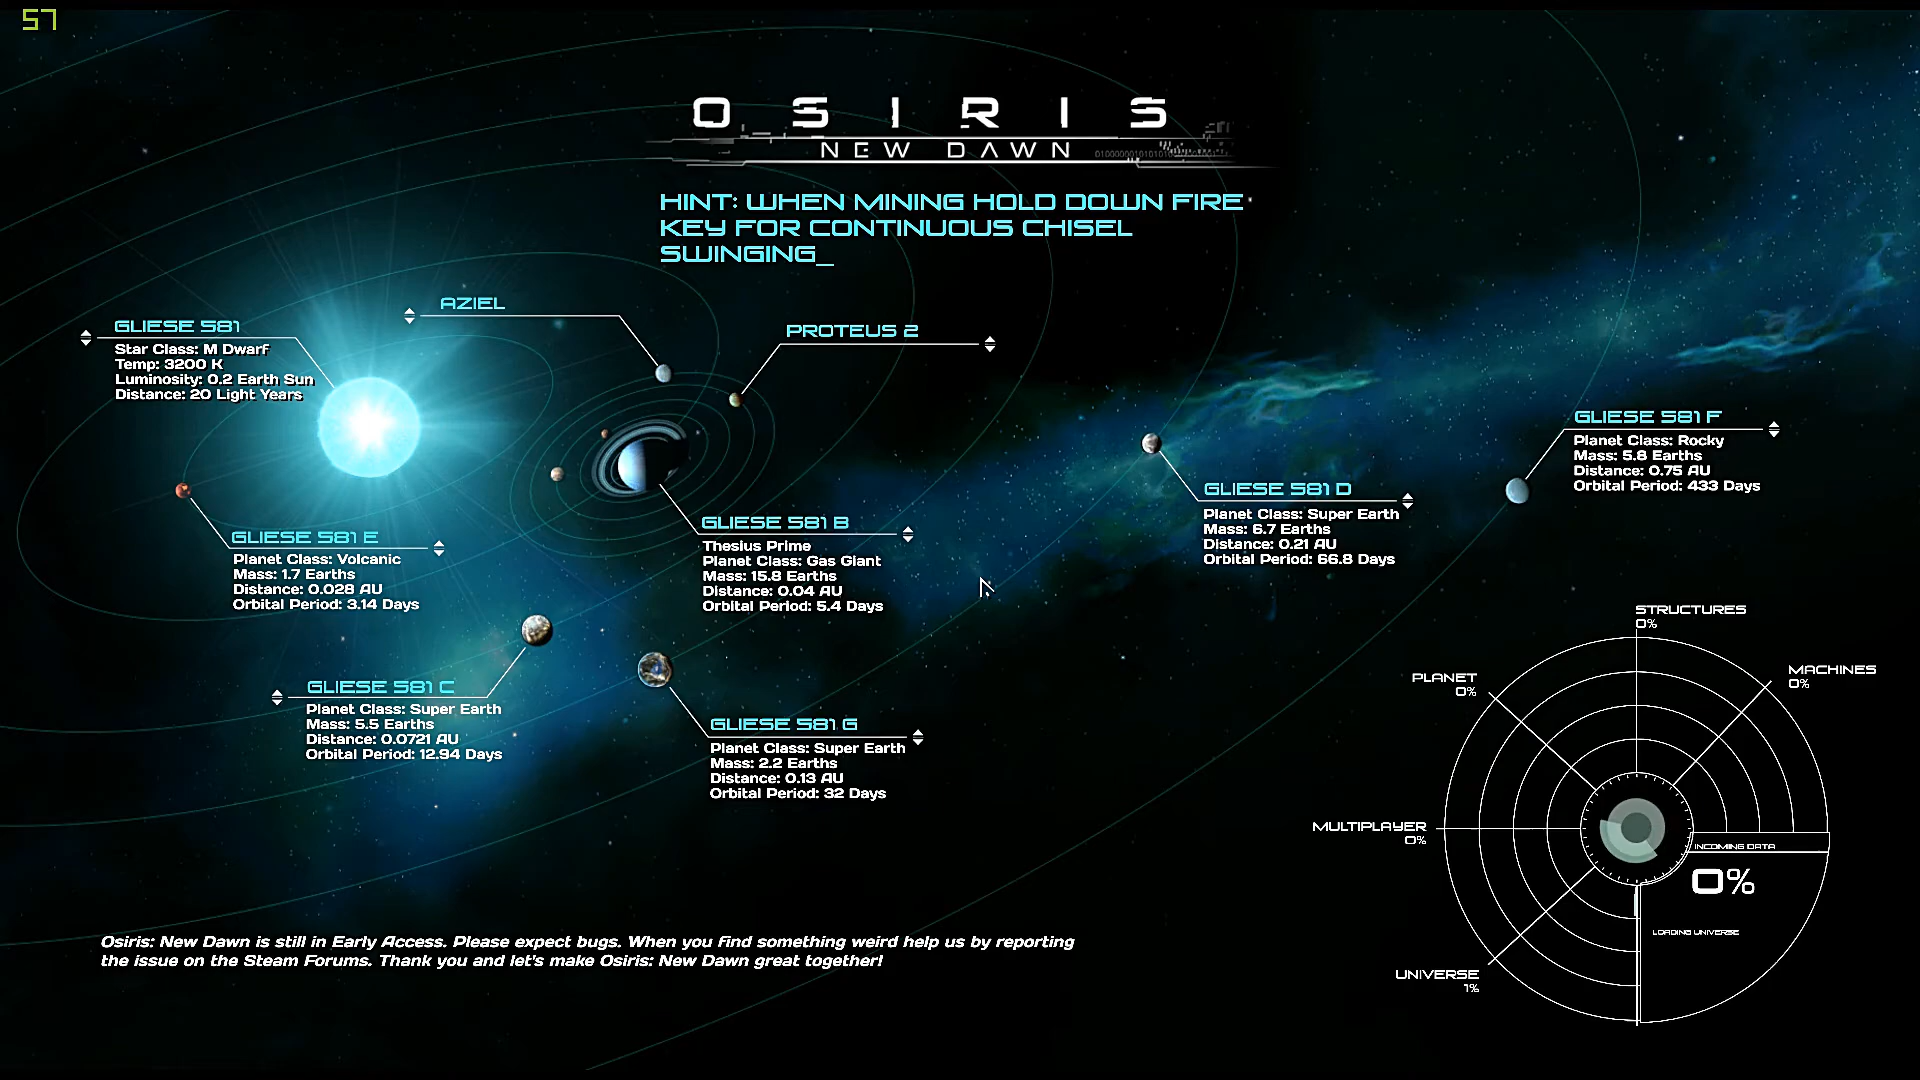 57
OSIRIS
NEW DAWN
HINT: WHEN MINING HOLD DOWN FIRE
KEY FOR CONTINUOUS CHISEL
SWINGING_
AZIEL
GLIESE 581
Star Class: M Dwarf
Temp: 3200 K
Luminosity: 0.2 Earth Sun
Distance: 20 Light Years
PROTEUS 2
GLIESE 581 F
Planet Class: Rocky
Mass: 5.8 Earths
Distance: 0.75 AU
Orbital Period: 433 Days
GLIESE 581 D
Planet Class: Super Earth
Mass: 6.7 Earths
Distance: 0.21 AU
Orbital Period: 66.8 Days
GLIESE 581 E
Planet Class: Volcanic
Mass: 1.7 Earths
Distance: 0.028 AU
Orbital Period: 3.14 Days
GLIESE 581 B
Thesius Prime
Planet Class: Gas Giant
Mass: 15.8 Earths
Distance: 0.04 AU
Orbital Period: 5.4 Days
GLIESE 581 C
Planet Class: Super Earth
Mass: 5.5 Earths
Distance: 0.0721 AU
Orbital Period: 12.94 Days
GLIESE 581 G
Planet Class: Super Earth
Mass: 2.2 Earths
Distance: 0.13 AU
Orbital Period: 32 Days
STRUCTURES
0%
MACHINES
0%
PLANET
0%
MULTIPLAYER
0%
INCOMING DATA
0%
LOADING UNIVERSE
UNIVERSE
1%
Osiris: New Dawn is still in Early Access. Please expect bugs. When you find something weird help us by reporting
the issue on the Steam Forums. Thank you and let's make Osiris: New Dawn great together!